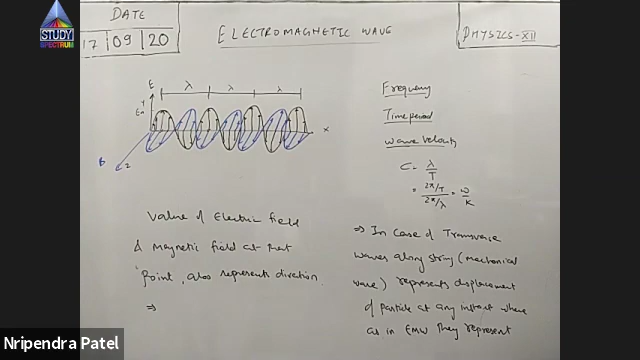 STUDY
SPECTRUM
DATE
17 | 09 | 20
ELECTROMAGNETIC WAVE
PHYSICS-XII
E
λ
λ
λ
x
z
Frequency
Time period
Wave Velocity
C = λ/T
= 2π/T / 2π/λ = ω/K
Value of Electric field
& Magnetic field at that
Point, also represents direction.
⇒
⇒ In Case of Transverse
waves along string (Mechanical
wave) represents displacement
of particle at any instant where
as in EMW They represent
Nripendra Patel